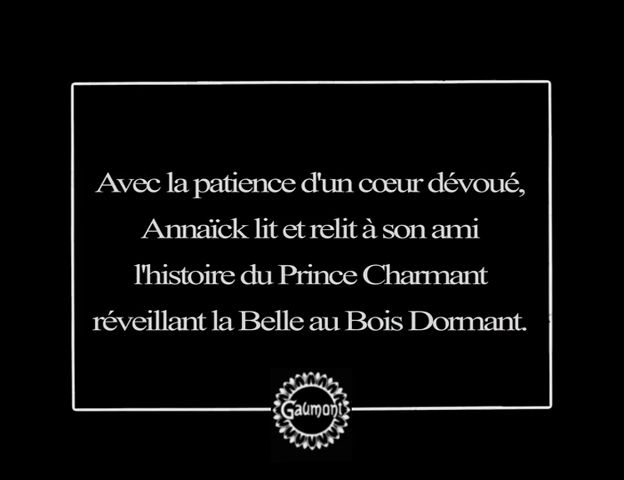 Avec la patience d'un cœur dévoué,
Annaïck lit et relit à son ami
l'histoire du Prince Charmant
réveillant la Belle au Bois Dormant.
Gaumont